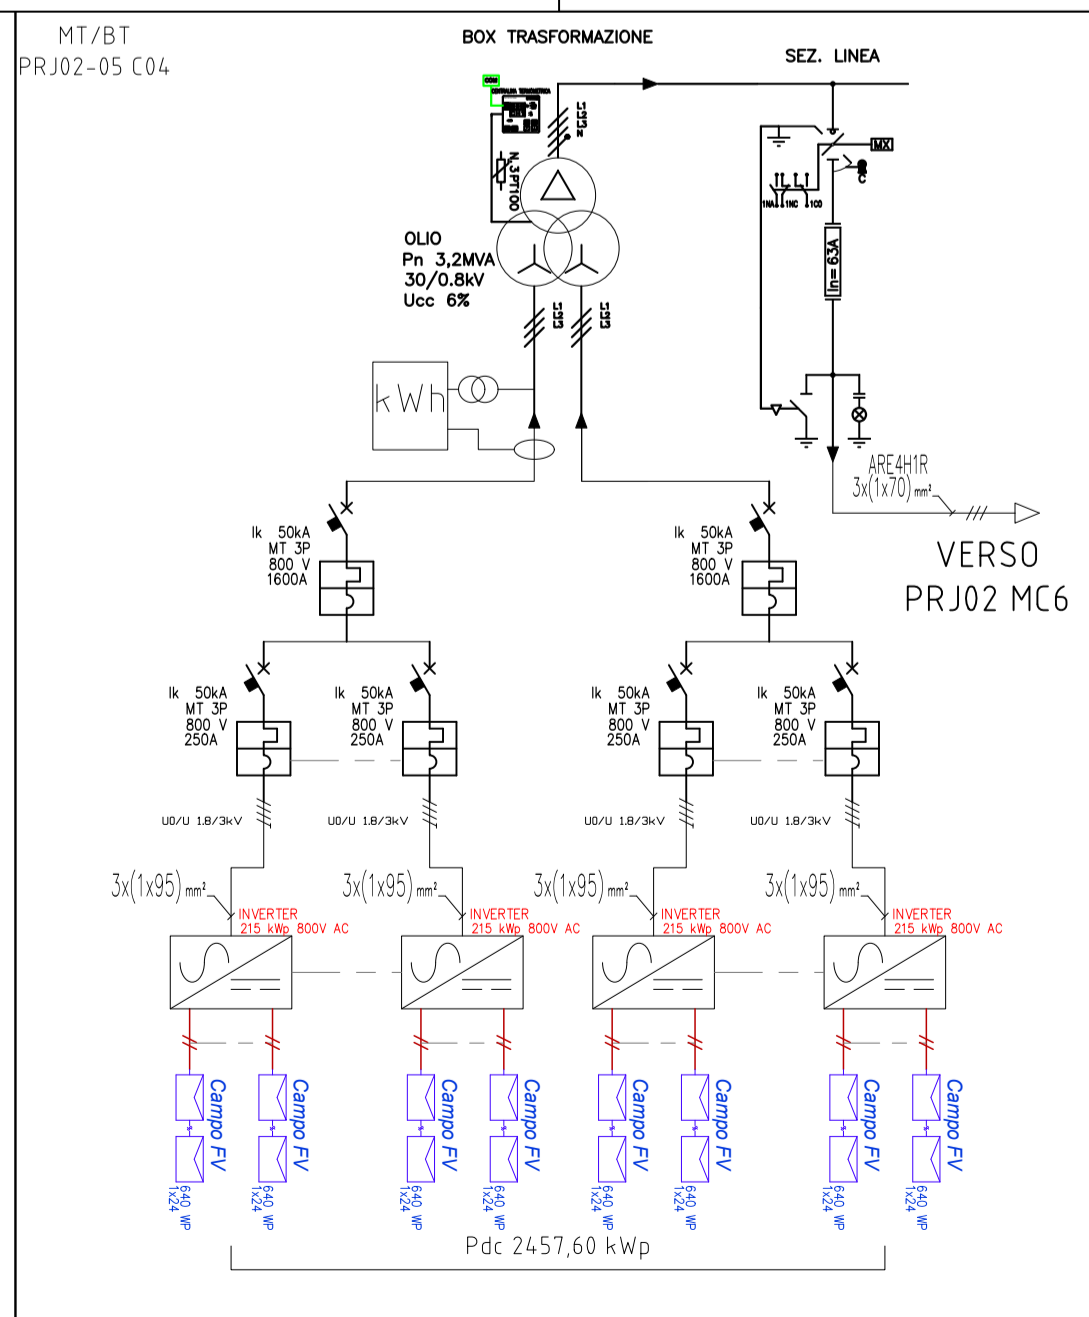 MT/BT
PRJ02-05 C04
BOX TRASFORMAZIONE
SEZ. LINEA
COM
CENTRALINA TERMOMETRICA
N.3PT100
N
MX
C
1NA 1NC 1CO
In= 63A
OLIO
Pn 3,2MVA
30/0.8kV
Ucc 6%
kWh
ARE4H1R
3x(1x70) mm²
VERSO
PRJ02 MC6
Ik 50kA
MT 3P
800 V
1600A
Ik 50kA
MT 3P
800 V
1600A
Ik 50kA
MT 3P
800 V
250A
Ik 50kA
MT 3P
800 V
250A
Ik 50kA
MT 3P
800 V
250A
Ik 50kA
MT 3P
800 V
250A
U0/U 1.8/3kV
U0/U 1.8/3kV
U0/U 1.8/3kV
U0/U 1.8/3kV
3x(1x95) mm²
3x(1x95) mm²
3x(1x95) mm²
3x(1x95) mm²
INVERTER
215 kWp 800V AC
INVERTER
215 kWp 800V AC
INVERTER
215 kWp 800V AC
INVERTER
215 kWp 800V AC
Campo FV
Campo FV
Campo FV
Campo FV
Campo FV
Campo FV
Campo FV
Campo FV
640 WP
1x24
640 WP
1x24
640 WP
1x24
640 WP
1x24
640 WP
1x24
640 WP
1x24
640 WP
1x24
640 WP
1x24
Pdc 2457,60 kWp